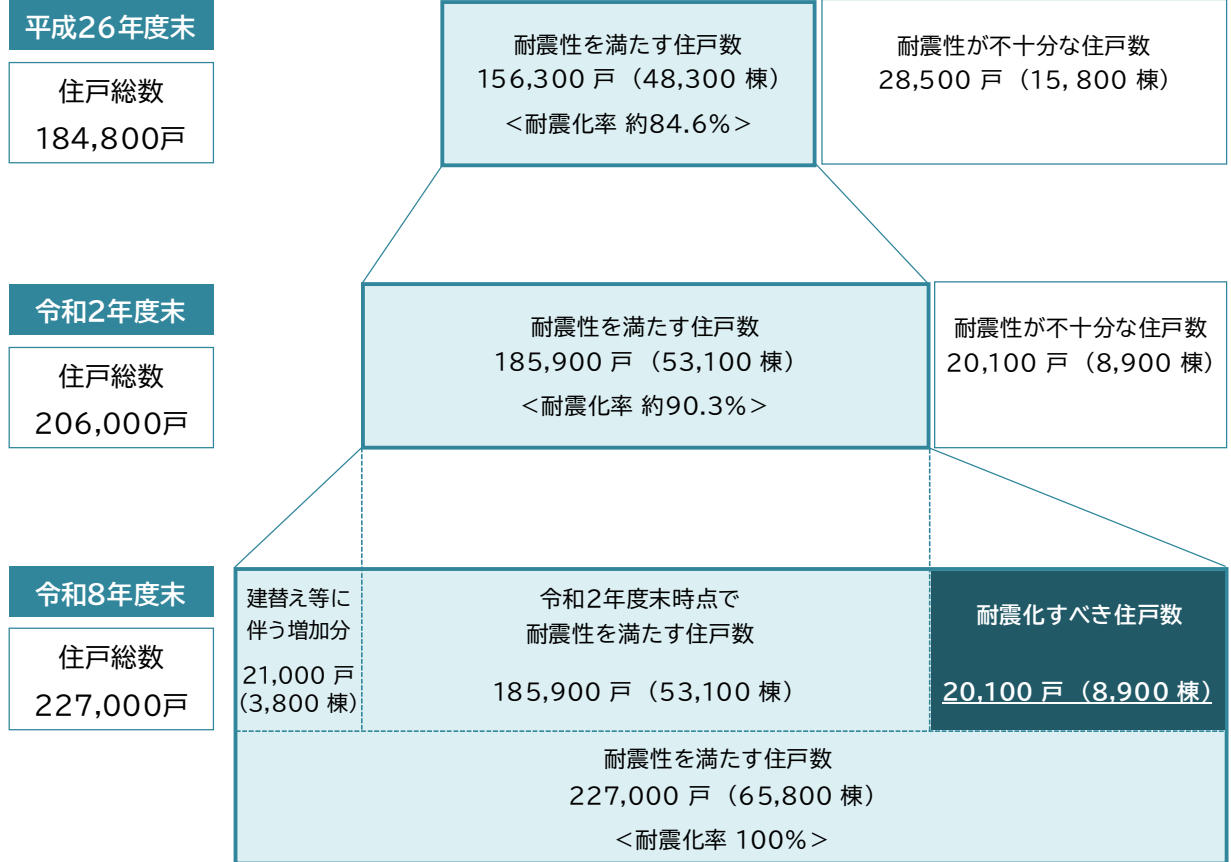 平成26年度末
住戸総数
184,800戸
耐震性を満たす住戸数
156,300 戸（48,300 棟）
＜耐震化率 約84.6%＞
耐震性が不十分な住戸数
28,500 戸（15, 800 棟）
令和2年度末
住戸総数
206,000戸
耐震性を満たす住戸数
185,900 戸（53,100 棟）
＜耐震化率 約90.3%＞
耐震性が不十分な住戸数
20,100 戸（8,900 棟）
令和8年度末
住戸総数
227,000戸
建替え等に
伴う増加分
21,000 戸
(3,800 棟)
令和2年度末時点で
耐震性を満たす住戸数
185,900 戸（53,100 棟）
耐震化すべき住戸数
20,100 戸（8,900 棟）
耐震性を満たす住戸数
227,000 戸（65,800 棟）
＜耐震化率 100%＞